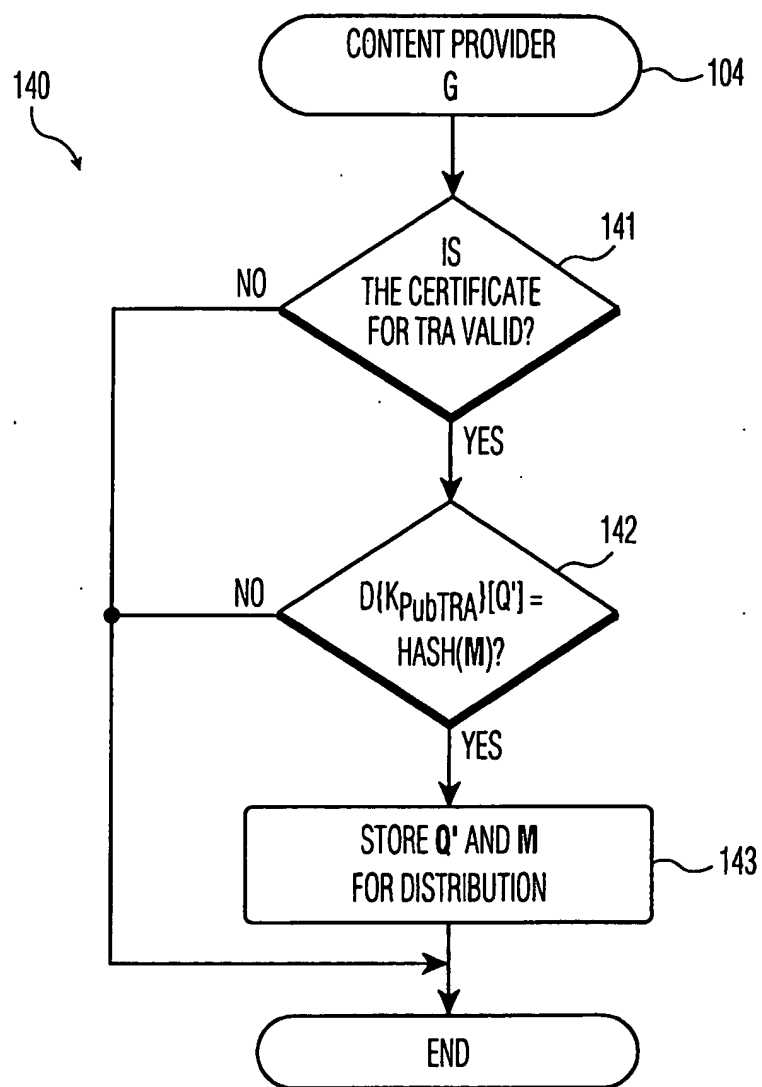 CONTENT PROVIDER
G
104
140
141
IS
THE CERTIFICATE
FOR TRA VALID?
NO
YES
142
D{KPubTRA}[Q'] =
HASH(M)?
NO
YES
STORE Q' AND M
FOR DISTRIBUTION
143
END